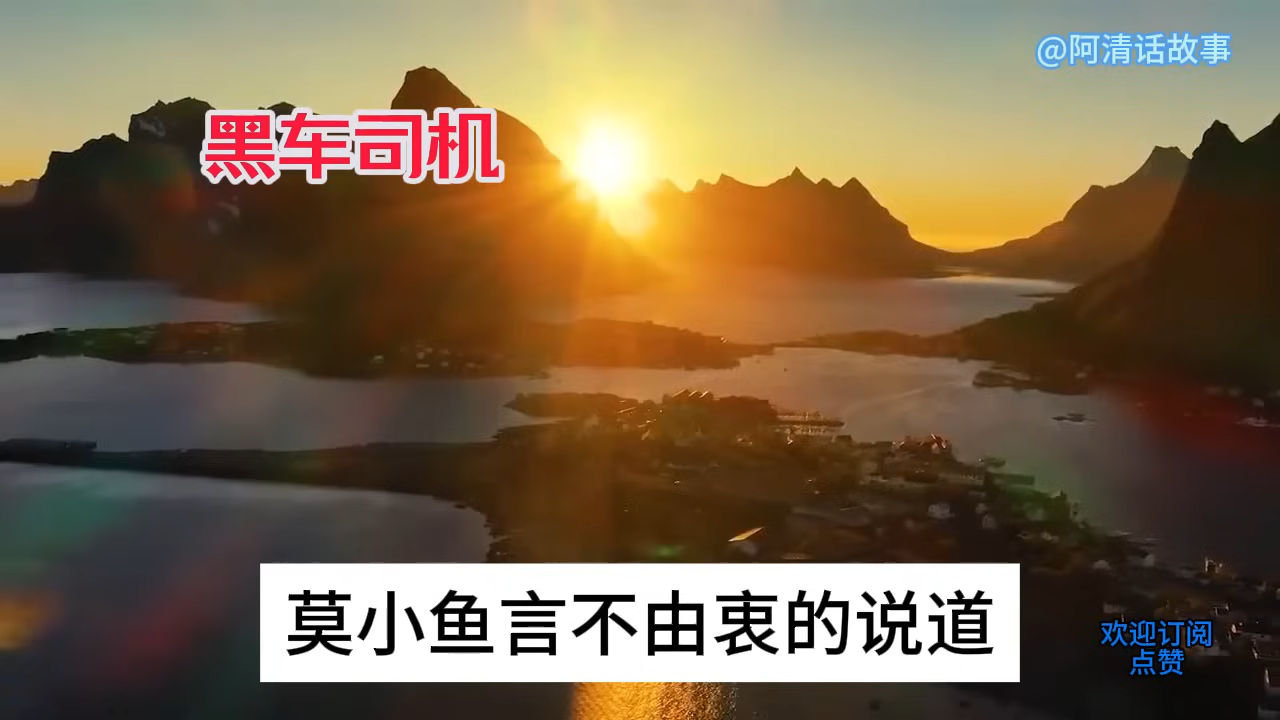 @阿清话故事
黑车司机
莫小鱼言不由衷的说道
欢迎订阅
点赞